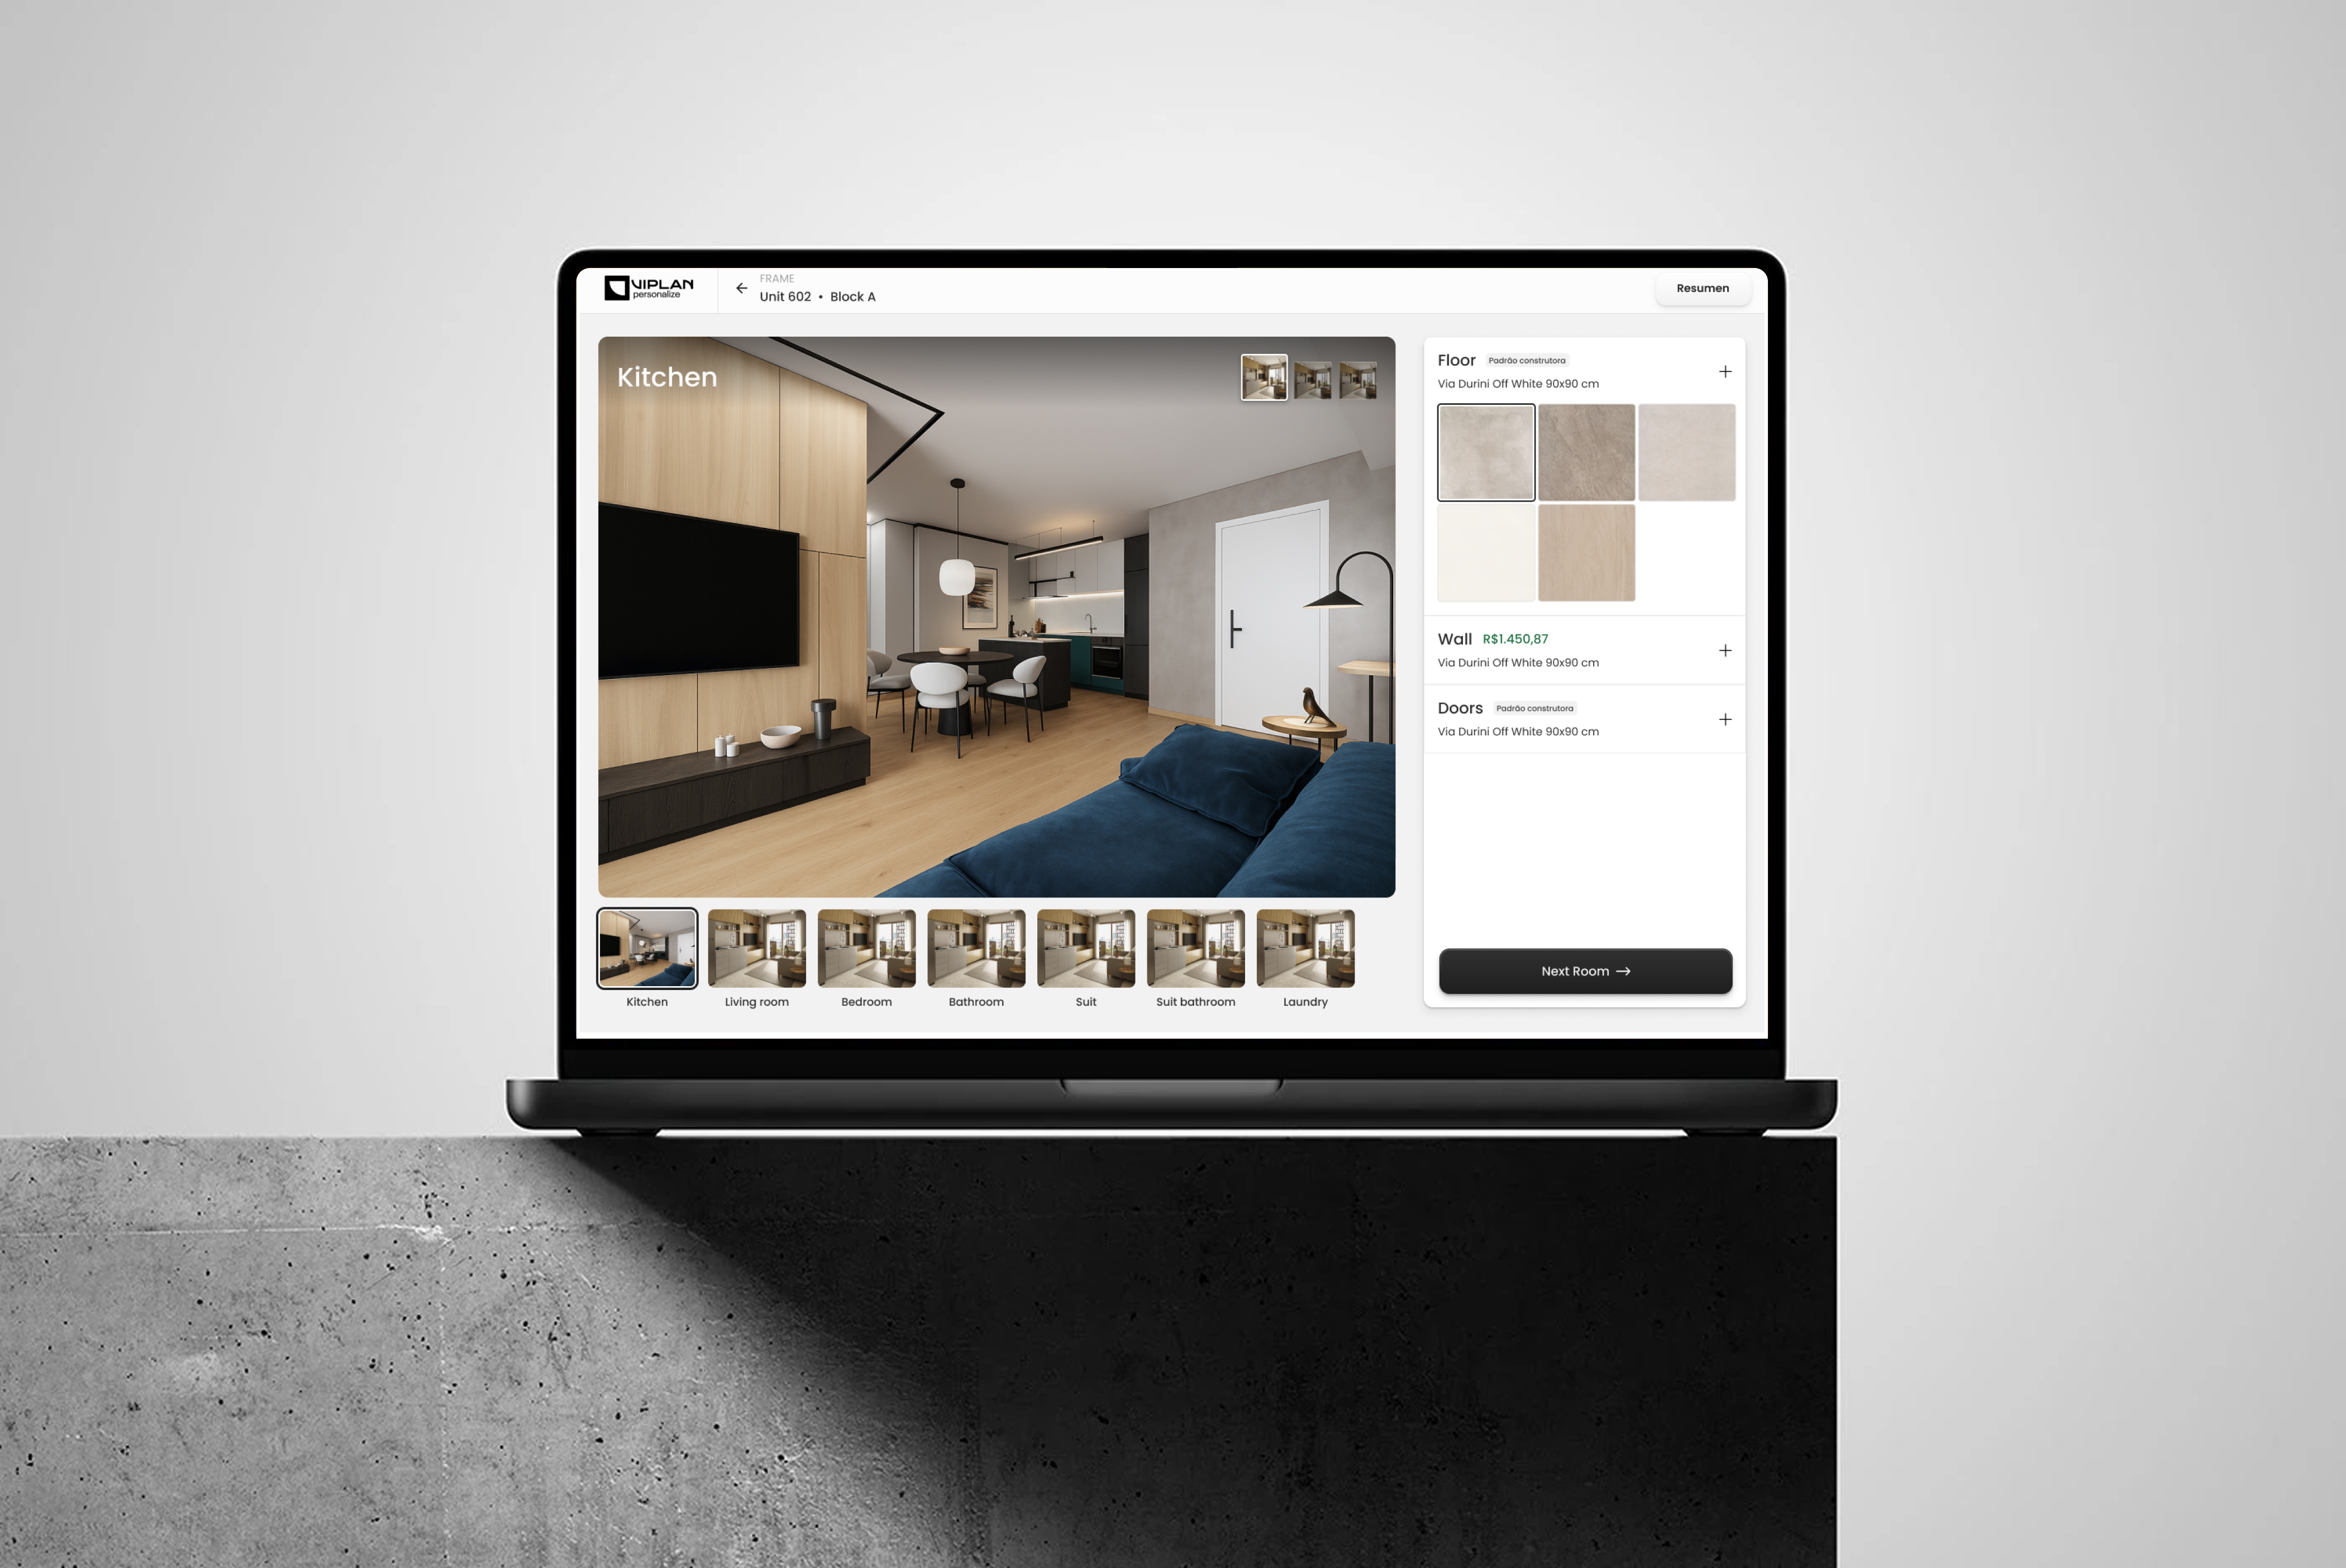 VIPLAN
personalize
FRAME
Unit 602 • Block A
Resumen
Kitchen
Floor Padrão construtora
Via Durini Off White 90x90 cm
Wall R$1.450,87
Via Durini Off White 90x90 cm
Doors Padrão construtora
Via Durini Off White 90x90 cm
Next Room →
Kitchen
Living room
Bedroom
Bathroom
Suit
Suit bathroom
Laundry